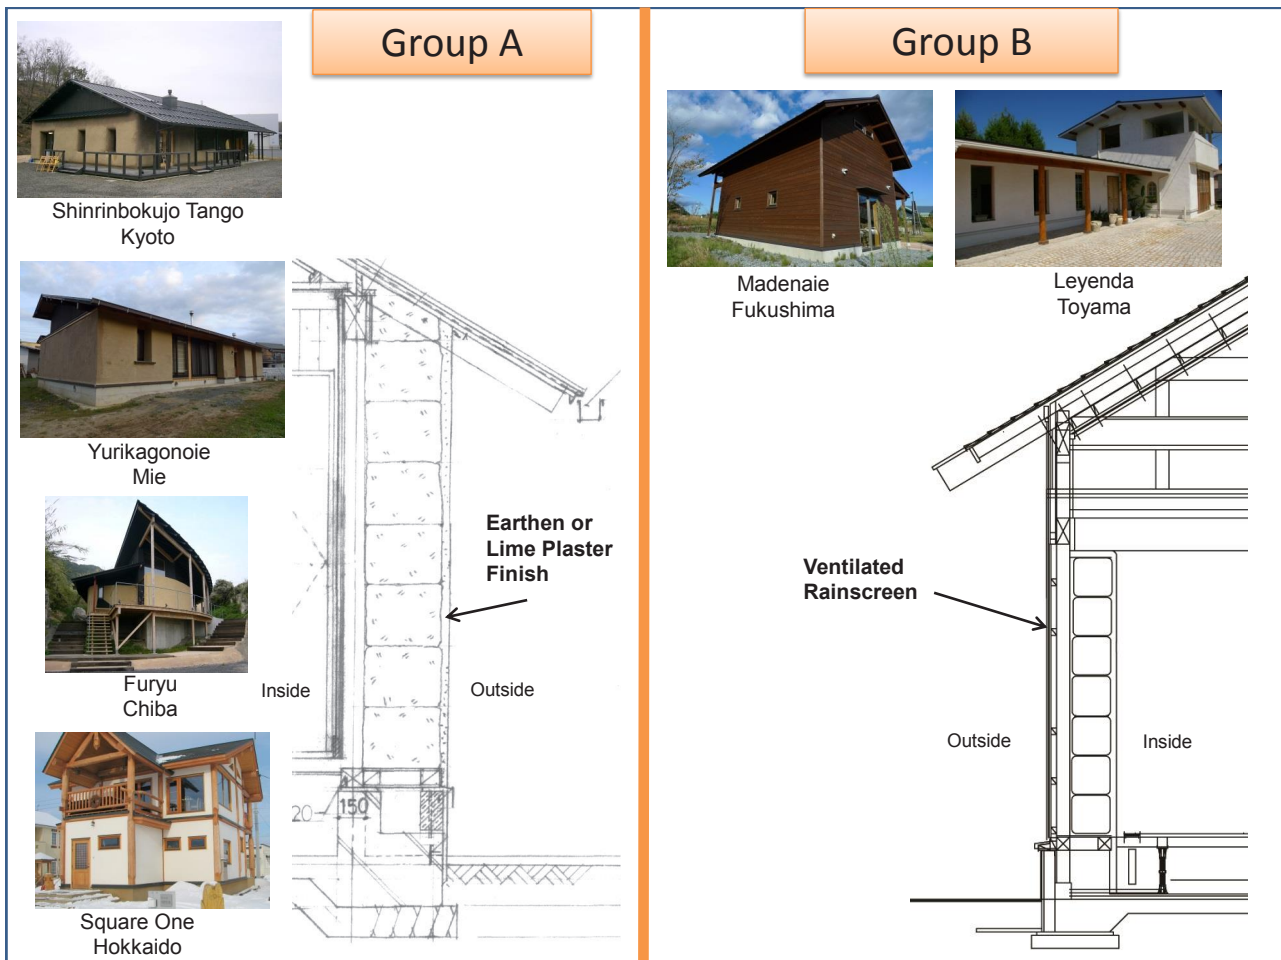 Group A
Shinrinbokujo Tango
Kyoto
Yurikagonoie
Mie
Furyu
Chiba
Square One
Hokkaido
Earthen or
Lime Plaster
Finish
Inside
Outside
20
150
Group B
Madenaie
Fukushima
Leyenda
Toyama
Ventilated
Rainscreen
Outside
Inside